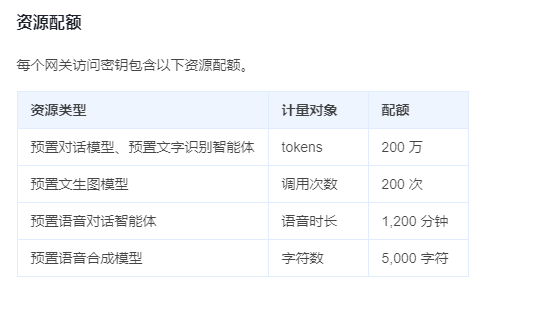 资源配额
每个网关访问密钥包含以下资源配额。
资源类型 计量对象 配额
预置对话模型、预置文字识别智能体 tokens 200 万
预置文生图模型 调用次数 200 次
预置语音对话智能体 语音时长 1,200 分钟
预置语音合成模型 字符数 5,000 字符